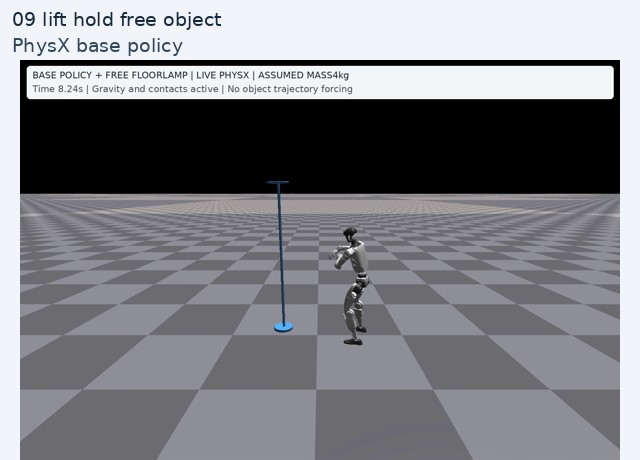 09 lift hold free object
PhysX base policy
BASE POLICY + FREE FLOORLAMP | LIVE PHYSX | ASSUMED MASS4kg
Time 8.24s | Gravity and contacts active | No object trajectory forcing